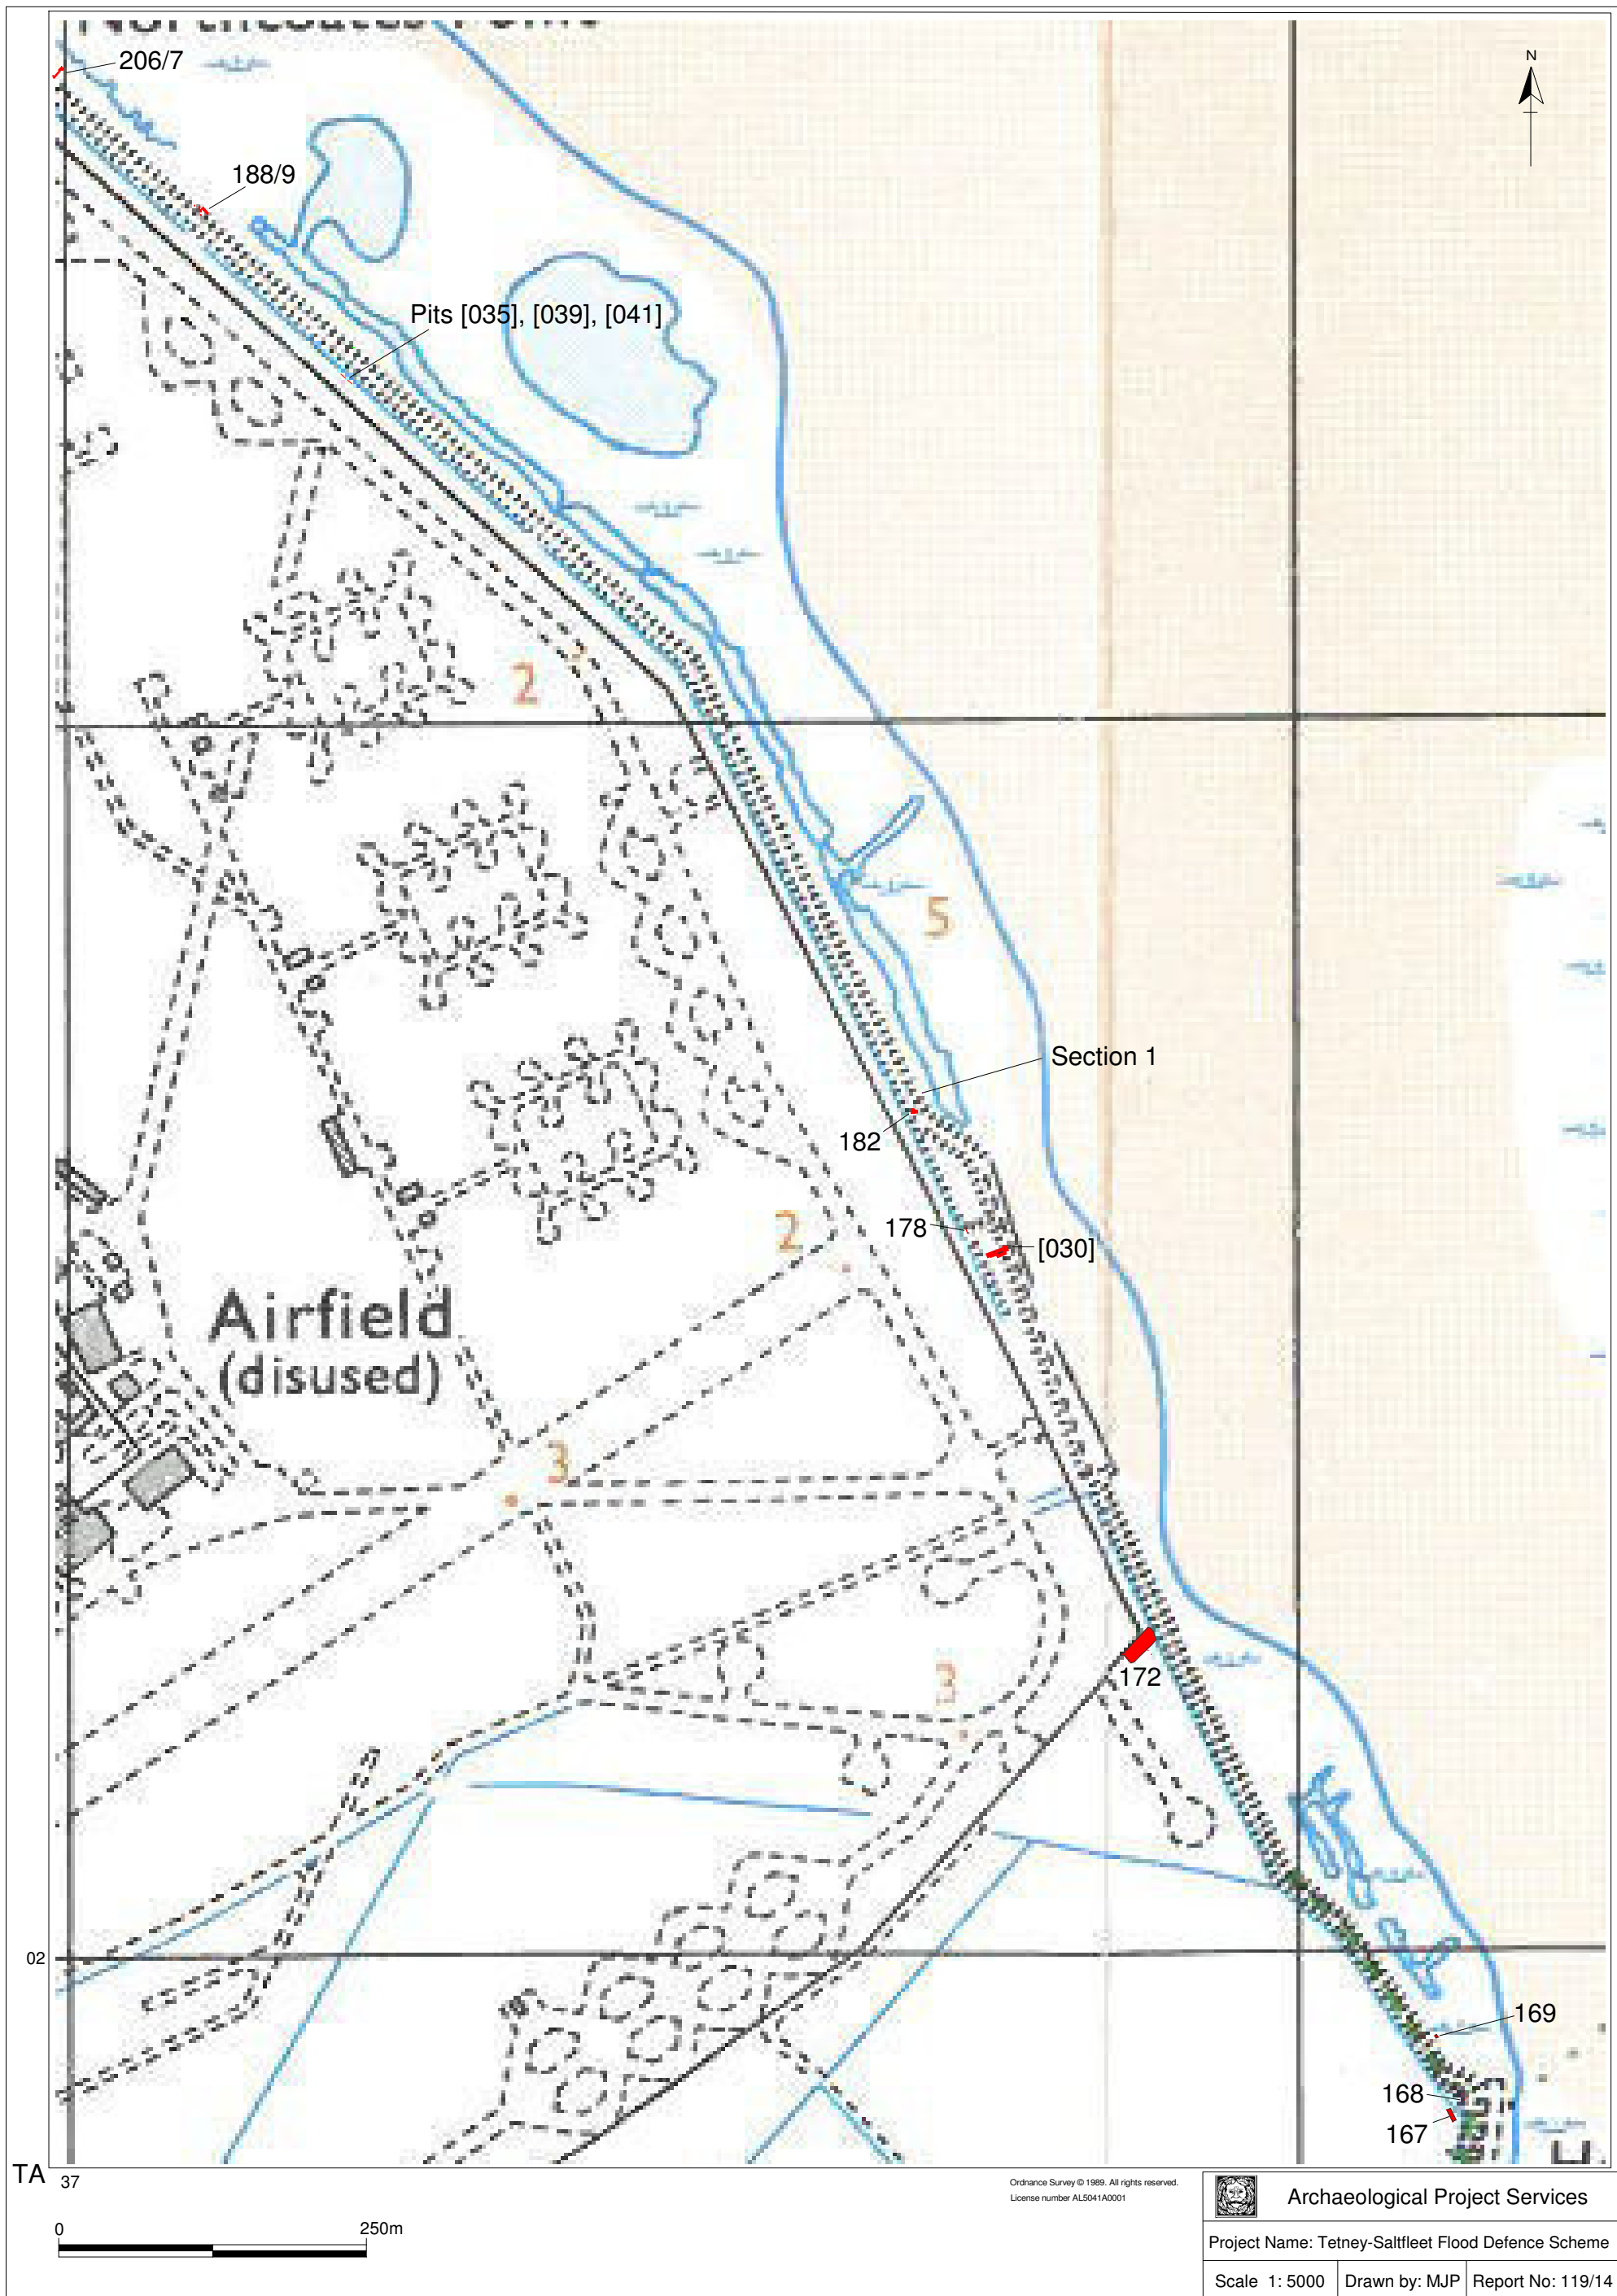 206/7
N
188/9
Pits [035], [039], [041]
2
5
Section 1
182
2
178
[030]
Airfield
(disused)
3
172
3
02
169
168
167
TA 37
Ordnance Survey © 1989. All rights reserved.
License number AL5041A0001
Archaeological Project Services
0 250m
Project Name: Tetney-Saltfleet Flood Defence Scheme
Scale 1: 5000 Drawn by: MJP Report No: 119/14